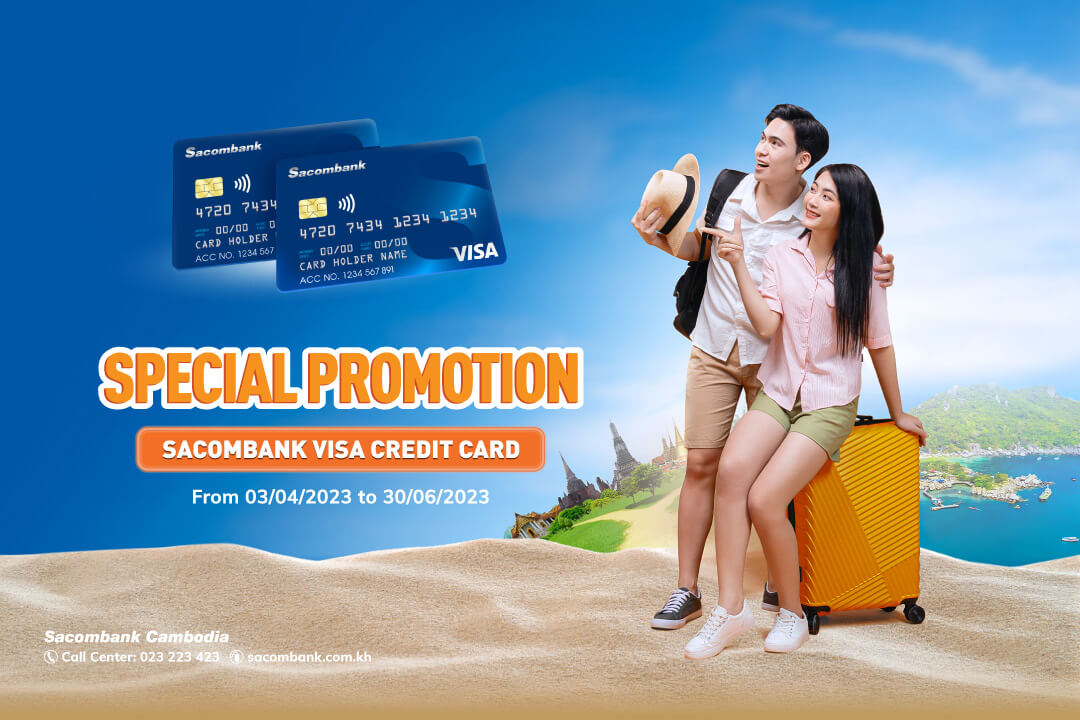 Sacombank
4720 7434
00/00
CARD HOLDER
ACC NO. 1234 567
Sacombank
4720 7434 1234 1234
00/00 00/00
CARD HOLDER NAME
ACC NO. 1234 567 891
VISA
SPECIAL PROMOTION
SACOMBANK VISA CREDIT CARD
From 03/04/2023 to 30/06/2023
Sacombank Cambodia
Call Center: 023 223 423 sacombank.com.kh